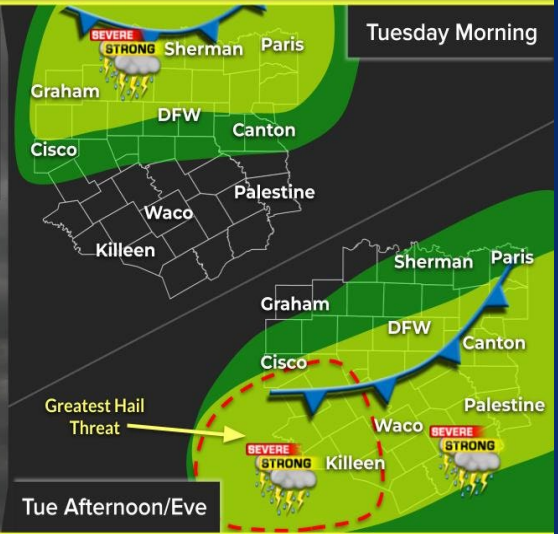 Tuesday Morning
SEVERE
STRONG
Sherman
Paris
Graham
DFW
Canton
Cisco
Palestine
Waco
Killeen
Sherman
Paris
Graham
DFW
Canton
Cisco
Greatest Hail
Threat
Palestine
Waco
SEVERE
STRONG
SEVERE
STRONG
Killeen
Tue Afternoon/Eve